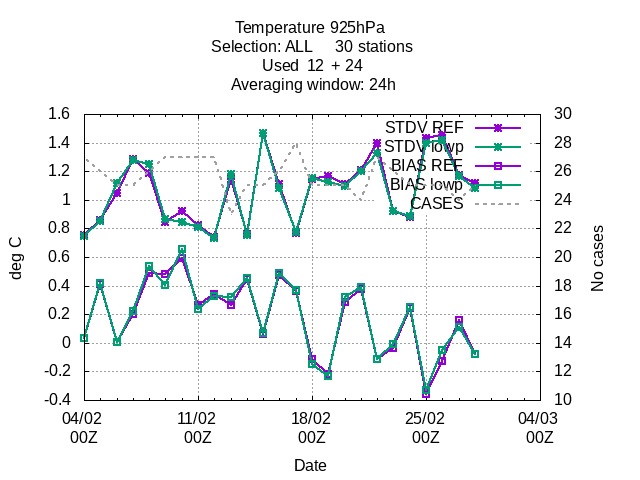 Temperature 925hPa
Selection: ALL 30 stations
Used 12 + 24
Averaging window: 24h
1.6 30
STDV REF
1.4 28
STDV lowp
1.2 26
BIAS REF
BIAS lowp
1 24
CASES
0.8 22
0.6 20
0.4 18
0.2 16
0 14
-0.2 12
-0.4 10
deg C
No cases
04/02 11/02 18/02 25/02 04/03
00Z 00Z 00Z 00Z 00Z
Date